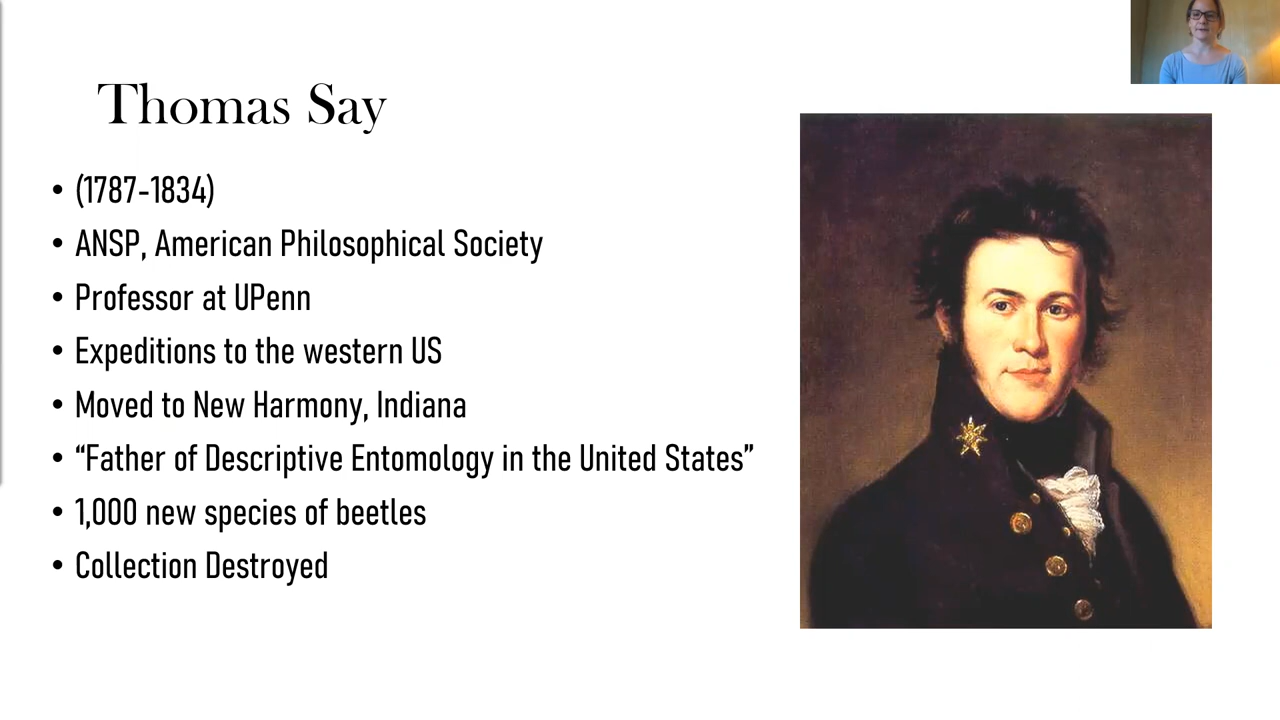 Thomas Say
• (1787-1834)
• ANSP, American Philosophical Society
• Professor at UPenn
• Expeditions to the western US
• Moved to New Harmony, Indiana
• “Father of Descriptive Entomology in the United States”
• 1,000 new species of beetles
• Collection Destroyed